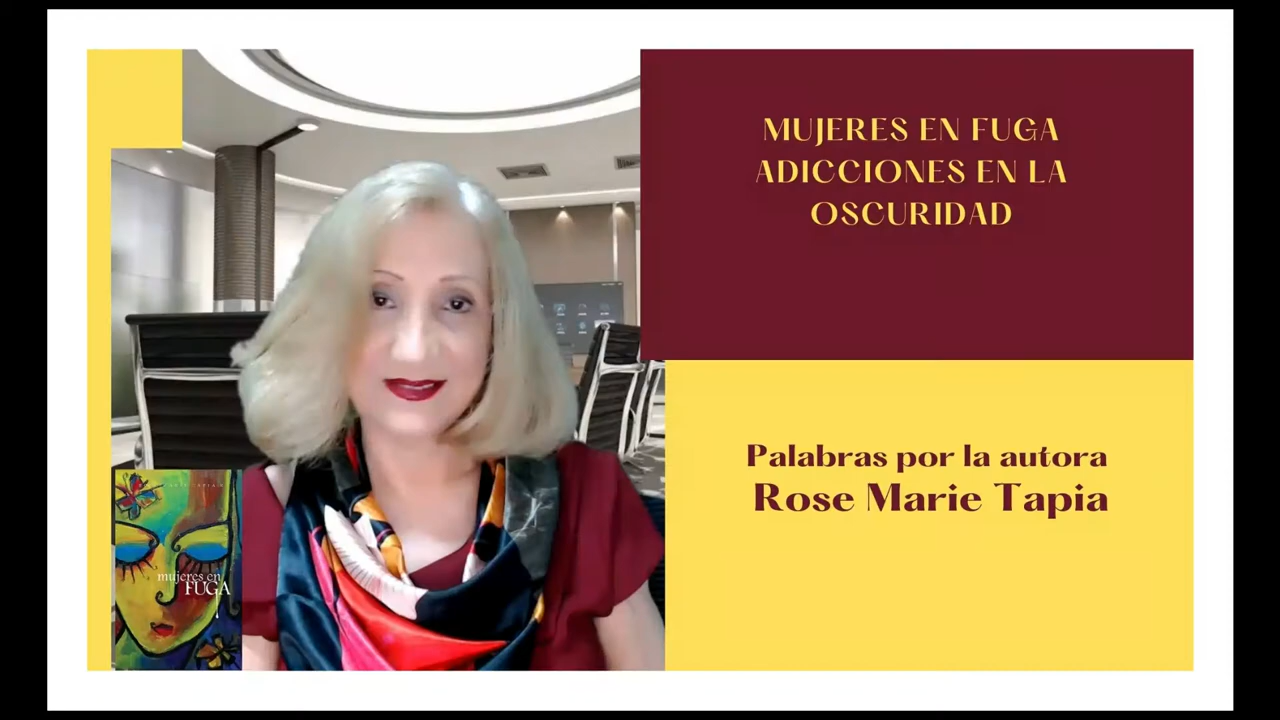 MUJERES EN FUGA
ADICCIONES EN LA
OSCURIDAD
Palabras por la autora
Rose Marie Tapia
mujeres en
FUGA